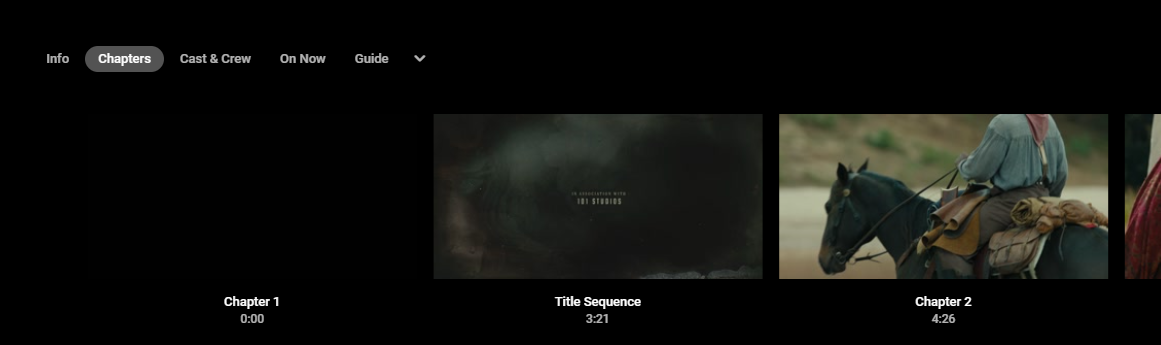 Info
Chapters
Cast & Crew
On Now
Guide
IN ASSOCIATION WITH
101 STUDIOS
Chapter 1
0:00
Title Sequence
3:21
Chapter 2
4:26